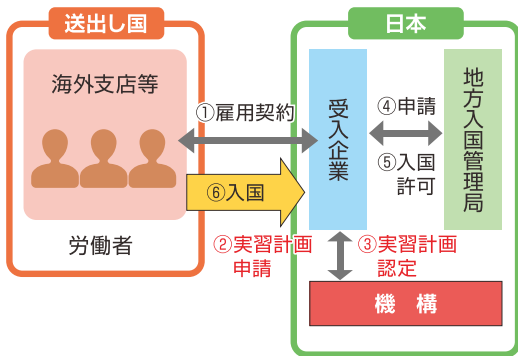 送出し国
海外支店等
労働者
日本
受入企業
地方入国管理局
①雇用契約
④申請
⑤入国
許可
⑥入国
②実習計画
申請
③実習計画
認定
機 構